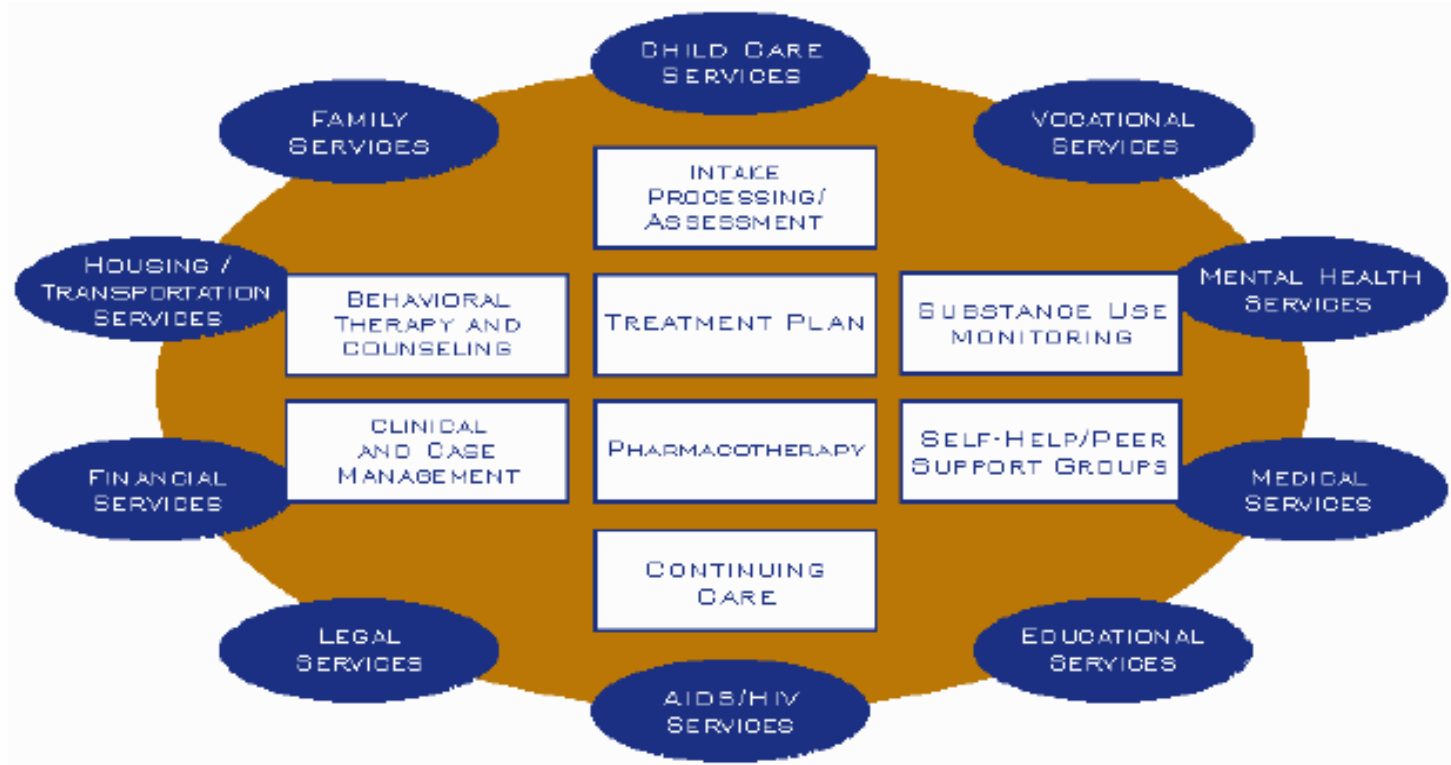 CHILD CARE
SERVICES
FAMILY
SERVICES
VOCATIONAL
SERVICES
INTAKE
PROCESSING/
ASSESSMENT
HOUSING /
TRANSPORTATION
SERVICES
BEHAVIORAL
THERAPY AND
COUNSELING
TREATMENT PLAN
SUBSTANCE USE
MONITORING
MENTAL HEALTH
SERVICES
CLINICAL
AND CASE
MANAGEMENT
PHARMACOTHERAPY
SELF-HELP/PEER
SUPPORT GROUPS
FINANCIAL
SERVICES
MEDICAL
SERVICES
CONTINUING
CARE
LEGAL
SERVICES
EDUCATIONAL
SERVICES
AIDS/HIV
SERVICES